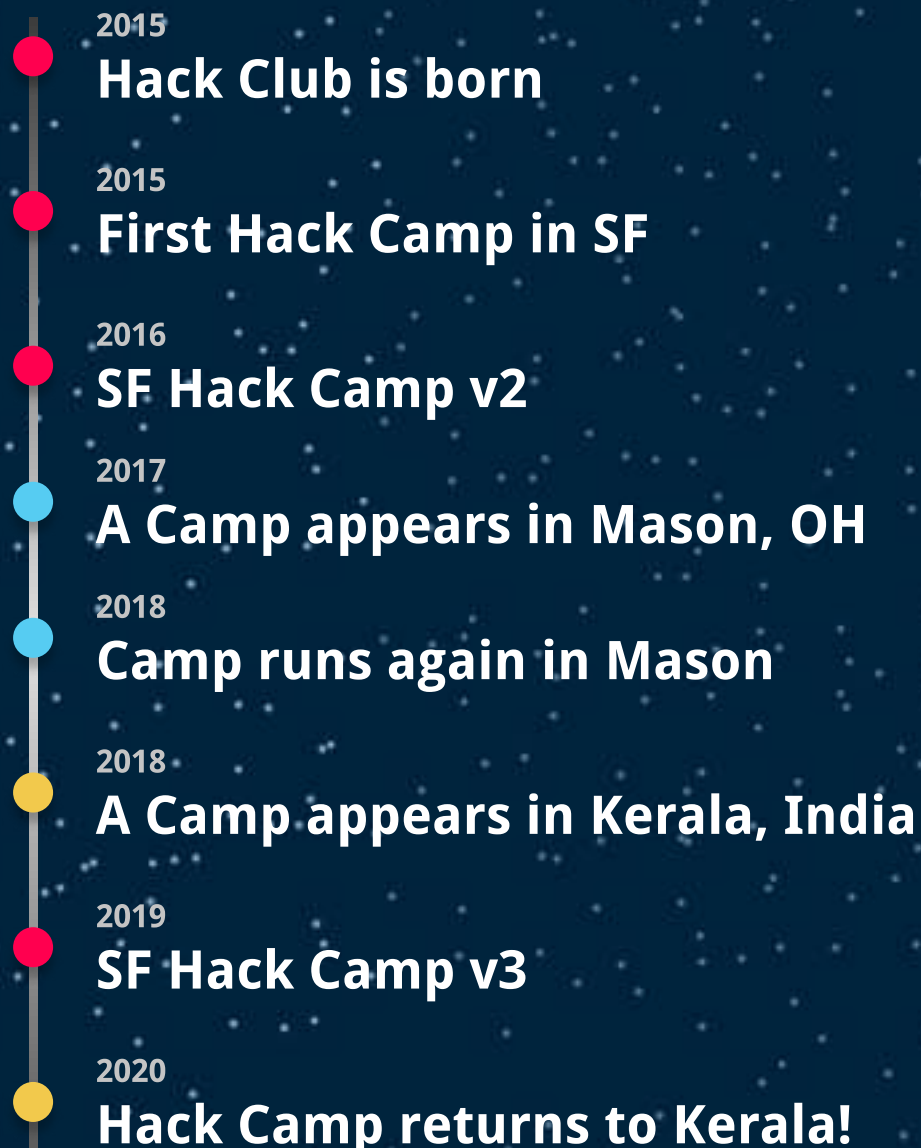 2015
Hack Club is born
2015
First Hack Camp in SF
2016
SF Hack Camp v2
2017
A Camp appears in Mason, OH
2018
Camp runs again in Mason
2018
A Camp appears in Kerala, India
2019
SF Hack Camp v3
2020
Hack Camp returns to Kerala!